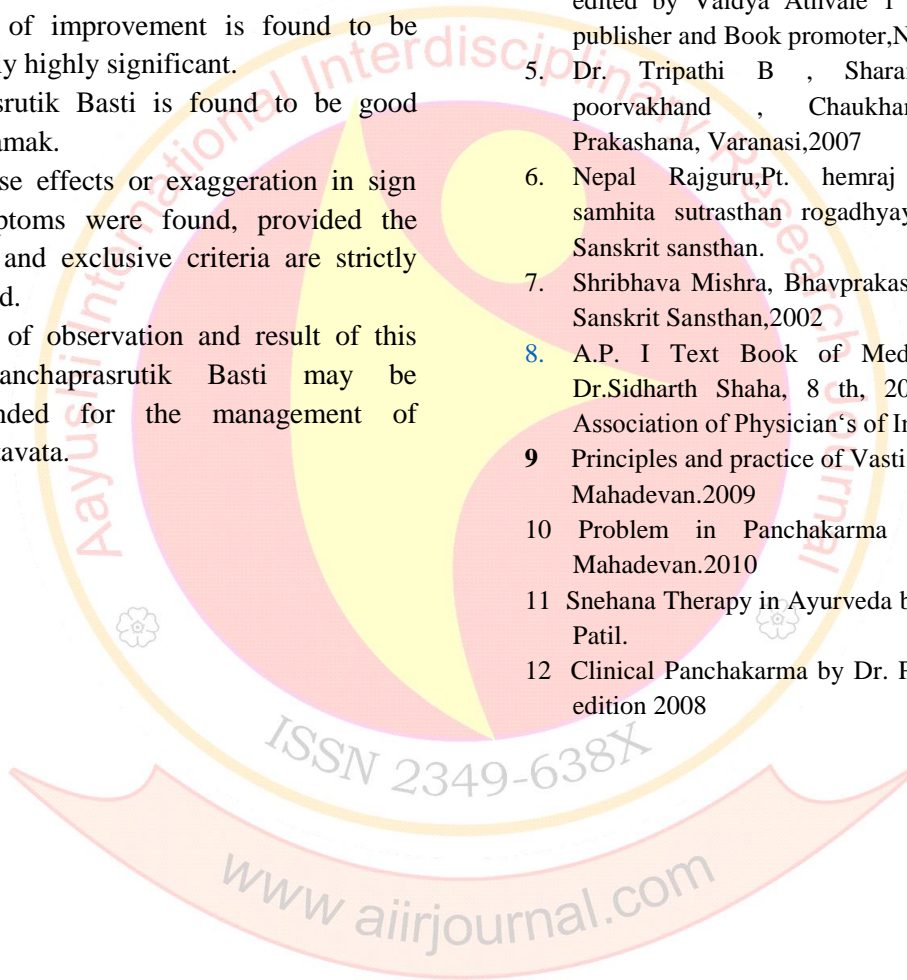 of improvement is found to be
y highly significant.
srutik Basti is found to be good
amak.
se effects or exaggeration in sign
ptoms were found, provided the
and exclusive criteria are strictly
d.
of observation and result of this
anchaprasrutik Basti may be
nded for the management of
avata.
edited by Vaidya Athvale I
publisher and Book promoter,N
5. Dr. Tripathi B , Shara
poorvakhand , Chaukhar
Prakashana, Varanasi,2007
6. Nepal Rajguru,Pt. hemraj
samhita sutrasthan rogadhyay
Sanskrit sansthan.
7. Shribhava Mishra, Bhavprakas
Sanskrit Sansthan,2002
8. A.P. I Text Book of Med
Dr.Sidharth Shaha, 8 th, 20
Association of Physician‘s of In
9 Principles and practice of Vasti
Mahadevan.2009
10 Problem in Panchakarma
Mahadevan.2010
11 Snehana Therapy in Ayurveda b
Patil.
12 Clinical Panchakarma by Dr. P
edition 2008
Aayushi International Interdisciplinary Research Journal
ISSN 2349-638X
www aiirjournal.com